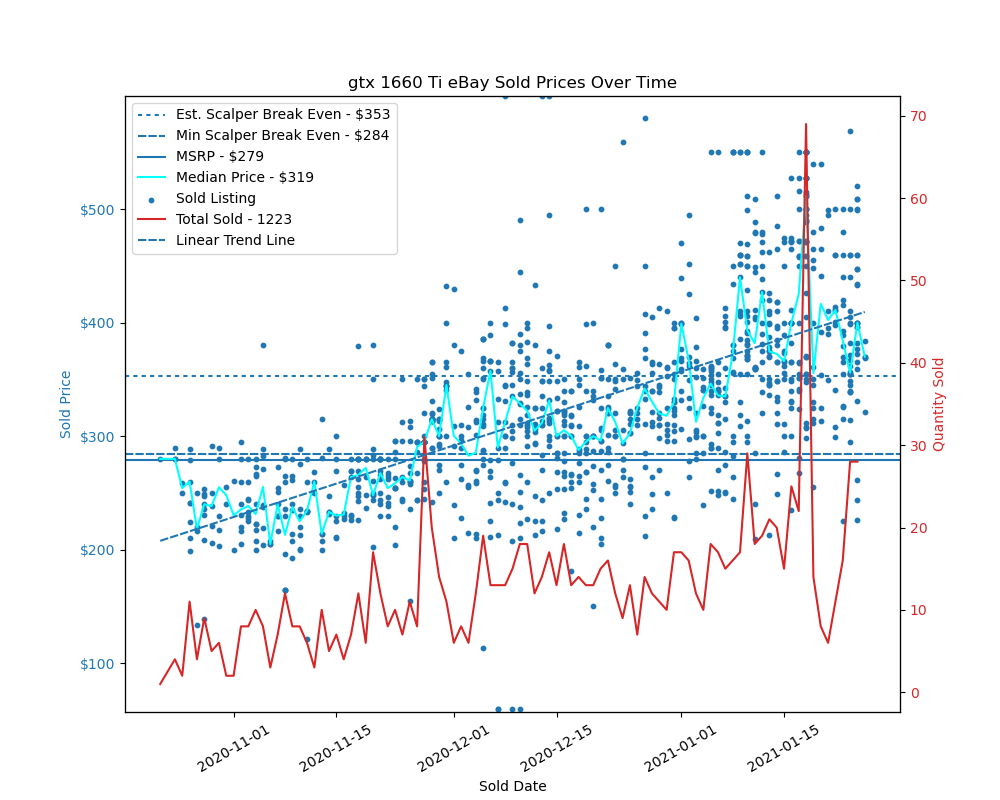 gtx 1660 Ti eBay Sold Prices Over Time
Est. Scalper Break Even - $353
Min Scalper Break Even - $284
MSRP - $279
Median Price - $319
Sold Listing
Total Sold - 1223
Linear Trend Line
$500
$400
$300
$200
$100
Sold Price
70
60
50
40
30
20
10
0
Quantity Sold
2020-11-01
2020-11-15
2020-12-01
2020-12-15
2021-01-01
2021-01-15
Sold Date